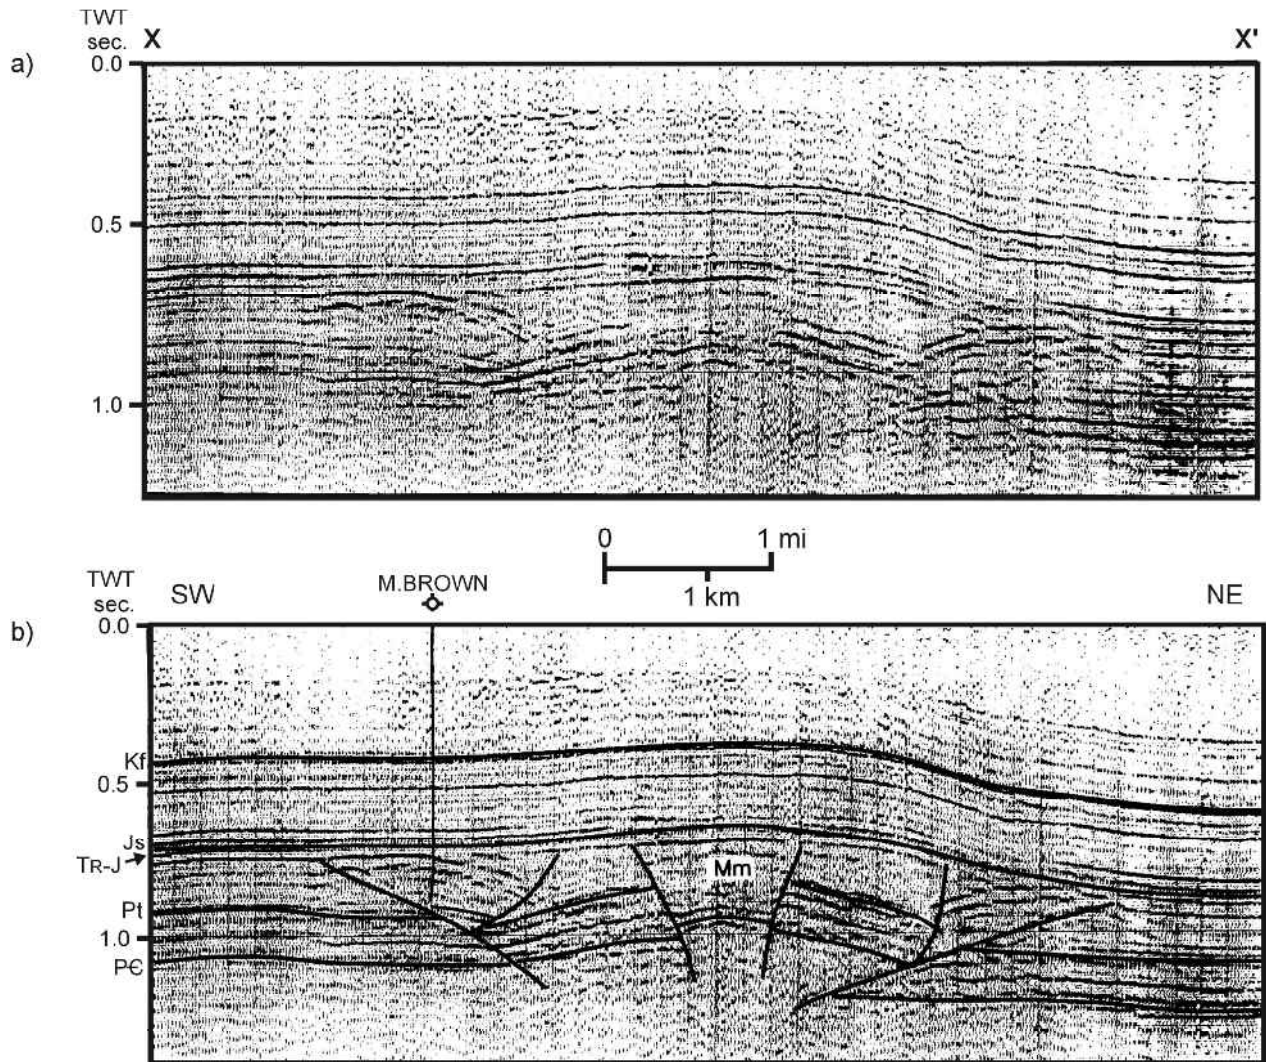 TWT
sec.
X
X'
a)
0.0
0.5
1.0
0
1 mi
1 km
TWT
sec.
SW
M.BROWN
NE
b)
0.0
Kf
0.5
Js
TR-J
Mm
Pt
1.0
P€